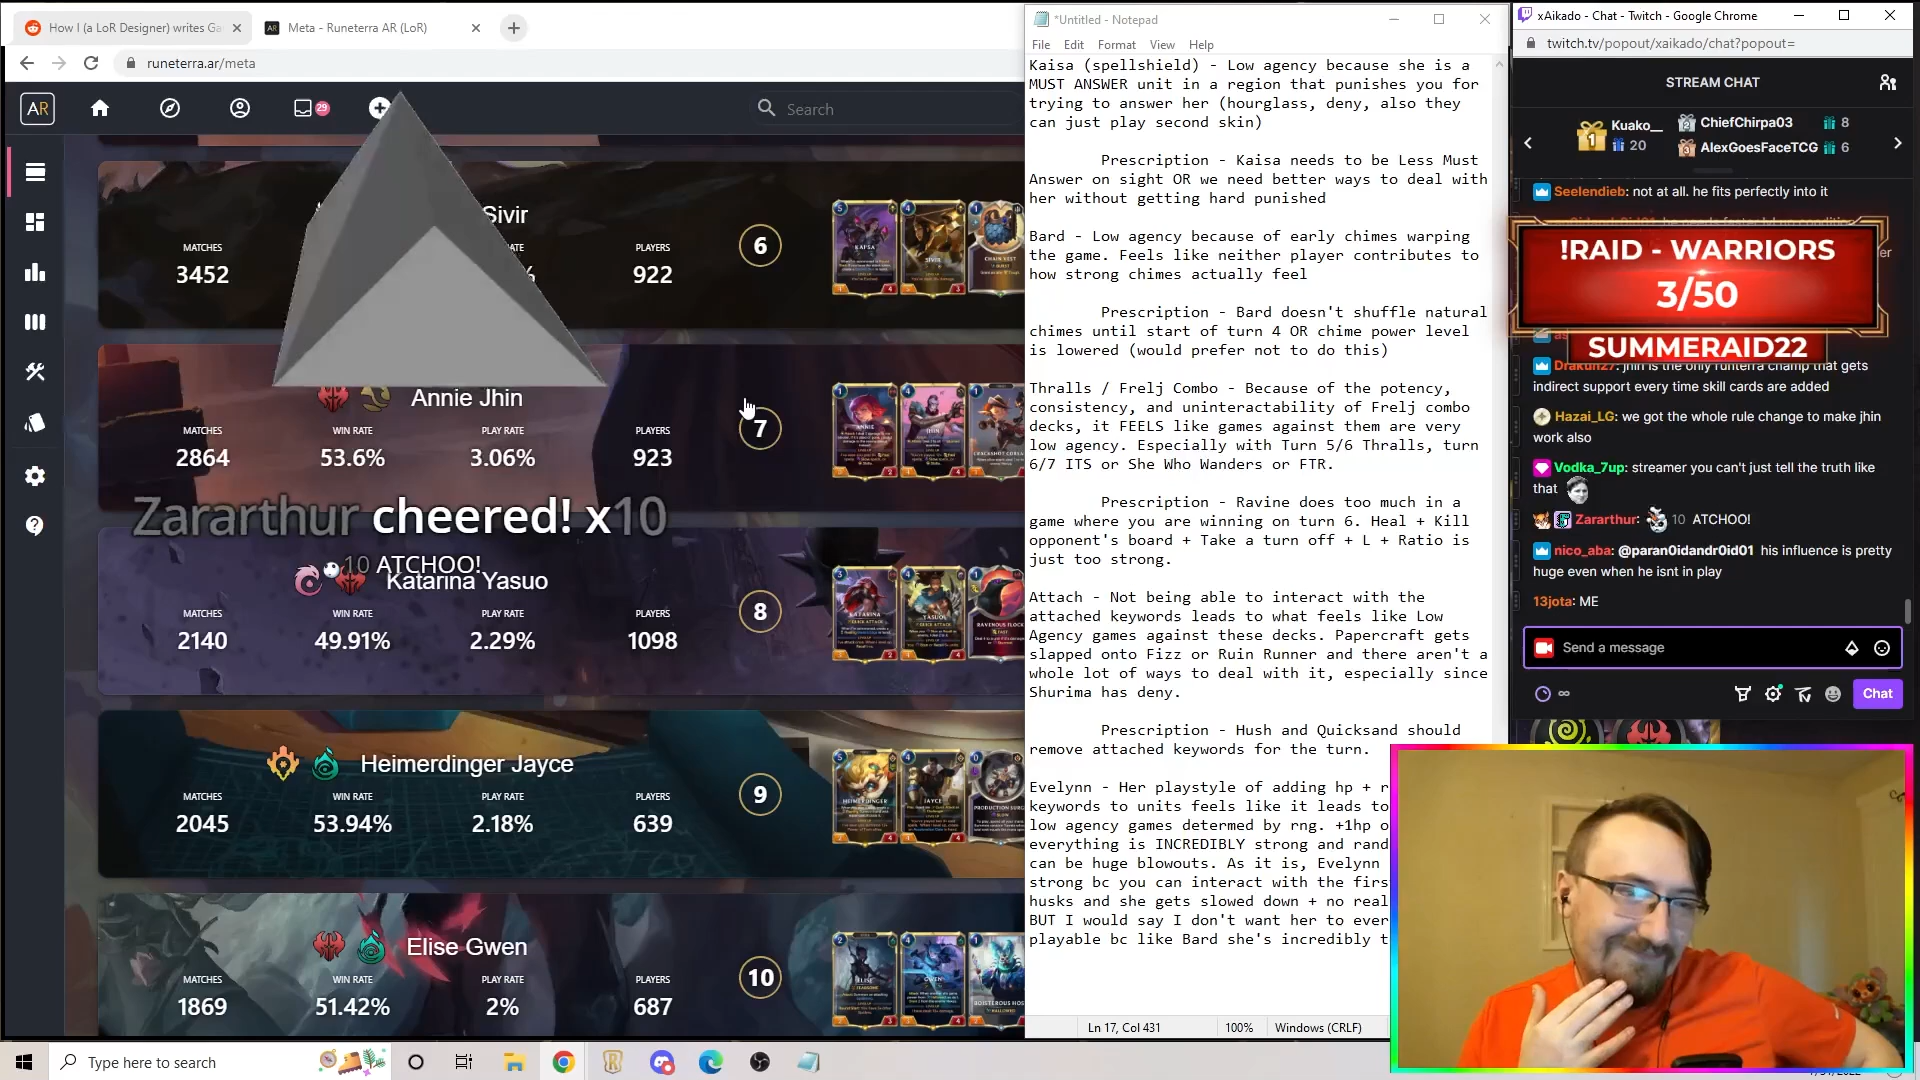 How I (a LoR Designer) writes Ga
Meta - Runeterra AR (LoR)
runeterra.ar/meta
AR
29
Search
Sivir
MATCHES
PLAYERS
3452
922
6
Annie Jhin
MATCHES
WIN RATE
PLAY RATE
PLAYERS
2864
53.6%
3.06%
923
7
Zararthur cheered! x10
10 ATCHOO!
Katarina Yasuo
MATCHES
WIN RATE
PLAY RATE
PLAYERS
2140
49.91%
2.29%
1098
8
Heimerdinger Jayce
MATCHES
WIN RATE
PLAY RATE
PLAYERS
2045
53.94%
2.18%
639
9
Elise Gwen
MATCHES
WIN RATE
PLAY RATE
PLAYERS
1869
51.42%
2%
687
10
Type here to search
*Untitled - Notepad
File Edit Format View Help
Kaisa (spellshield) - Low agency because she is a
MUST ANSWER unit in a region that punishes you for
trying to answer her (hourglass, deny, also they
can just play second skin)
Prescription - Kaisa needs to be Less Must
Answer on sight OR we need better ways to deal with
her without getting hard punished
Bard - Low agency because of early chimes warping
the game. Feels like neither player contributes to
how strong chimes actually feel
Prescription - Bard doesn't shuffle natural
chimes until start of turn 4 OR chime power level
is lowered (would prefer not to do this)
Thralls / Frelj Combo - Because of the potency,
consistency, and uninteractability of Frelj combo
decks, it FEELS like games against them are very
low agency. Especially with Turn 5/6 Thralls, turn
6/7 ITS or She Who Wanders or FTR.
Prescription - Ravine does too much in a
game where you are winning on turn 6. Heal + Kill
opponent's board + Take a turn off + L + Ratio is
just too strong.
Attach - Not being able to interact with the
attached keywords leads to what feels like Low
Agency games against these decks. Papercraft gets
slapped onto Fizz or Ruin Runner and there aren't a
whole lot of ways to deal with it, especially since
Shurima has deny.
Prescription - Hush and Quicksand should
remove attached keywords for the turn.
Evelynn - Her playstyle of adding hp + r
keywords to units feels like it leads to
low agency games determed by rng. +1hp o
everything is INCREDIBLY strong and rand
can be huge blowouts. As it is, Evelynn
strong bc you can interact with the firs
husks and she gets slowed down + no real
BUT I would say I don't want her to ever
playable bc like Bard she's incredibly t
Ln 17, Col 431
100%
Windows (CRLF)
xAikado - Chat - Twitch - Google Chrome
twitch.tv/popout/xaikado/chat?popout=
STREAM CHAT
1
Kuako__
20
2 ChiefChirpa03 8
3 AlexGoesFaceTCG 6
Seelendieb: not at all. he fits perfectly into it
!RAID - WARRIORS
3/50
SUMMERAID22
Drakun27: jhin is the only runterra champ that gets
indirect support every time skill cards are added
Hazai_LG: we got the whole rule change to make jhin
work also
Vodka_7up: streamer you can't just tell the truth like
that
Zararthur: 10 ATCHOO!
nico_aba: @paran0idandr0id01 his influence is pretty
huge even when he isnt in play
13jota: ME
Send a message
Chat